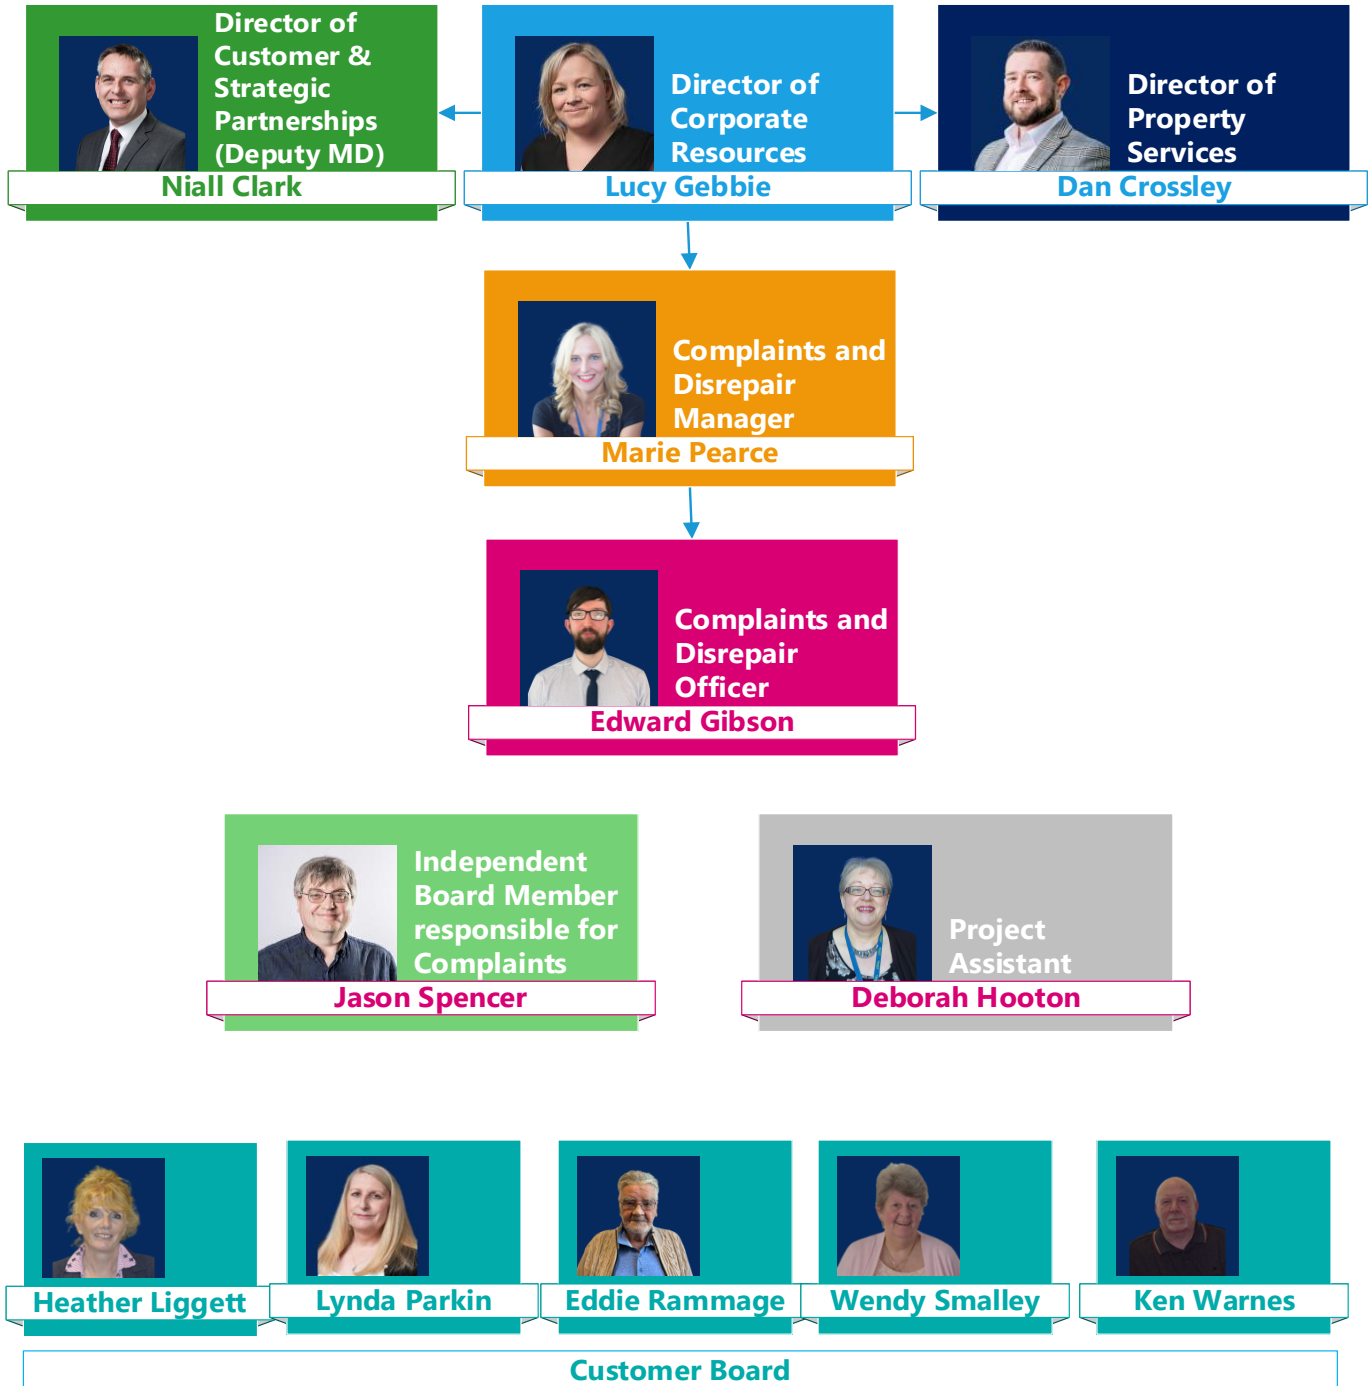 Director of
Customer &
Strategic
Partnerships
(Deputy MD)
Niall Clark
Director of
Corporate
Resources
Lucy Gebbie
Director of
Property
Services
Dan Crossley
Complaints and
Disrepair
Manager
Marie Pearce
Complaints and
Disrepair
Officer
Edward Gibson
Independent
Board Member
responsible for
Complaints
Jason Spencer
Project
Assistant
Deborah Hooton
Heather Liggett
Lynda Parkin
Eddie Rammage
Wendy Smalley
Ken Warnes
Customer Board